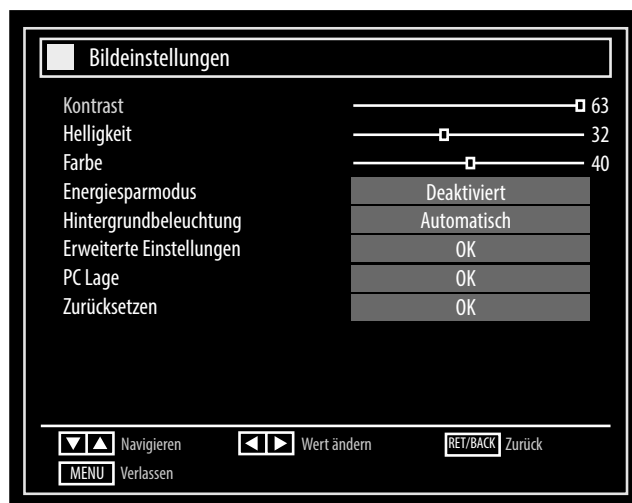 Bildeinstellungen
Kontrast 63
Helligkeit 32
Farbe 40
Energiesparmodus Deaktiviert
Hintergrundbeleuchtung Automatisch
Erweiterte Einstellungen OK
PC Lage OK
Zurücksetzen OK
Navigieren Wert ändern RET/BACK Zurück
MENU Verlassen